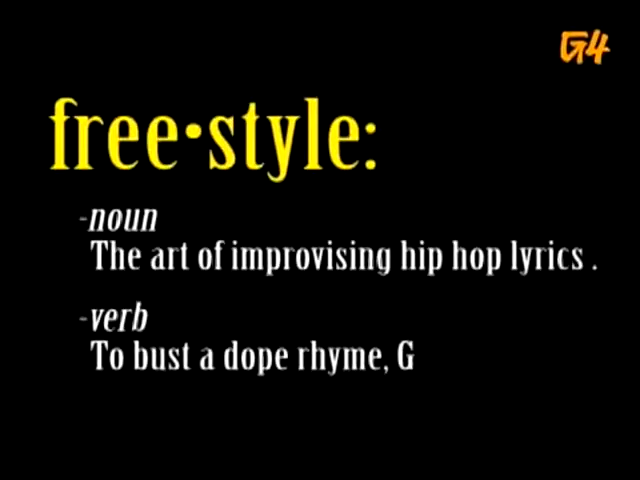 G4
free•style:
-noun
The art of improvising hip hop lyrics .
-verb
To bust a dope rhyme, G